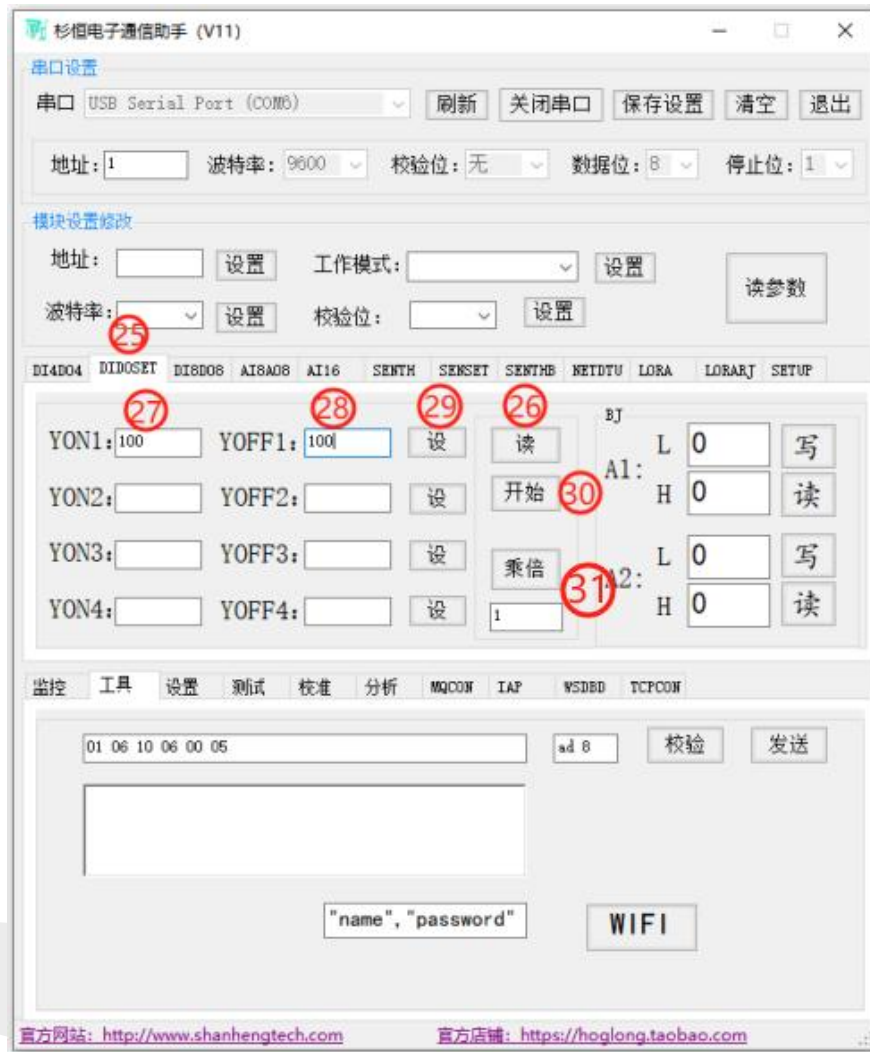 杉恒电子通信助手 (V11)
串口设置
串口 USB Serial Port (COM6) 刷新 关闭串口 保存设置 清空 退出
地址: 1 波特率: 9600 校验位: 无 数据位: 8 停止位: 1
模块设置修改
地址: 设置 工作模式: 设置 读参数
波特率: 设置 校验位: 设置
25
DI4DO4 DIDOSET DI8DO8 AI8AO8 AI16 SENTH SENSET SENTHB NETDTU LORA LORARJ SETUP
27 28 29 26 BJ
YON1: 100 YOFF1: 100 设 读 A1: L 0 写
YON2: YOFF2: 设 开始 30 H 0 读
YON3: YOFF3: 设 乘倍 31 A2: L 0 写
YON4: YOFF4: 设 1 H 0 读
监控 工具 设置 测试 校准 分析 MQCON IAP WSDBD TCPCON
01 06 10 06 00 05 ad 8 校验 发送
"name","password" WIFI
官方网站: http://www.shanhengtech.com 官方店铺: https://hoglong.taobao.com